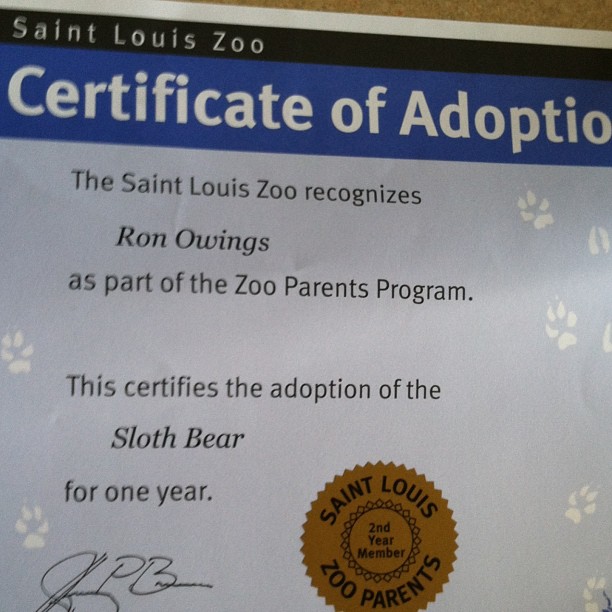 Saint Louis Zoo
Certificate of Adoptio
The Saint Louis Zoo recognizes
Ron Owings
as part of the Zoo Parents Program.
This certifies the adoption of the
Sloth Bear
for one year.
SAINT LOUIS
2nd
Year
Member
ZOO PARENTS